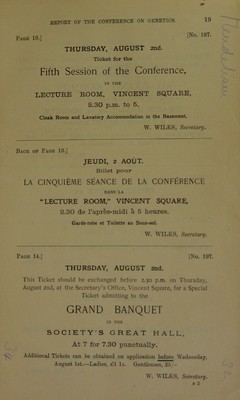 REPORT OF THE CONFERENCE ON GENETICS. 19
PAGE 16.] [No. 197.
THURSDAY, AUGUST 2nd.
Ticket for the
Fifth Session of the Conference,
IN THE
LECTURE ROOM, VINCENT SQUARE,
2.30 p.m. to 5.
Cloak Room and Lavatory Accommodation in the Basement.
W. WILKS, Secretary.
BACK OF PAGE 16.]
JEUDI, 2 AOÛT.
Billet pour
LA CINQUIÈME SÉANCE DE LA CONFÉRENCE
DANS LA
"LECTURE ROOM," VINCENT SQUARE,
2.30 de l'après-midi à 5 heures.
Garde-robe et Toilette au Sous-sol.
W. WILKS, Secretary.
PAGE 14.] [No. 197.
THURSDAY, AUGUST 2nd.
This Ticket should be exchanged before 2.30 p.m. on Thursday,
August 2nd, at the Secretary's Office, Vincent Square, for a Special
Ticket admitting to the
GRAND BANQUET
IN THE
SOCIETY'S GREAT HALL,
At 7 for 7.30 punctually.
Additional Tickets can be obtained on application before Wednesday,
August 1st.—Ladies, £1 1s. Gentlemen, £2/—
W. WILKS, Secretary.